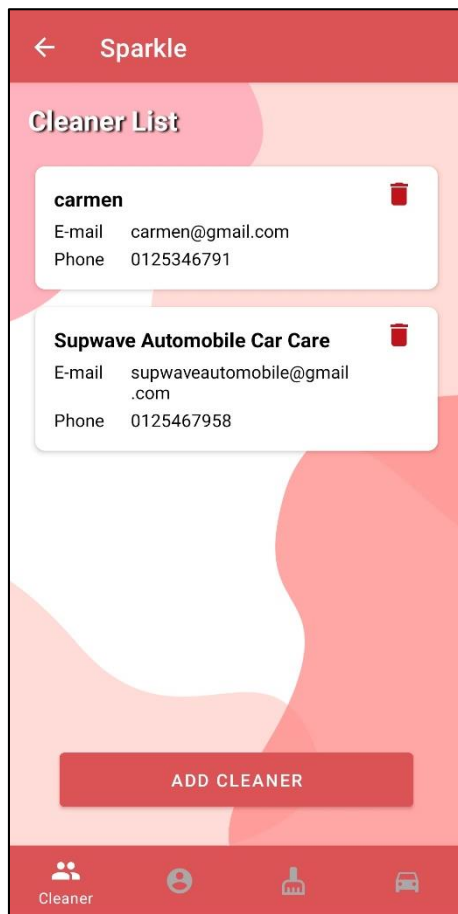 Sparkle
Cleaner List
carmen
E-mail carmen@gmail.com
Phone 0125346791
Supwave Automobile Car Care
E-mail supwaveautomobile@gmail
.com
Phone 0125467958
ADD CLEANER
Cleaner